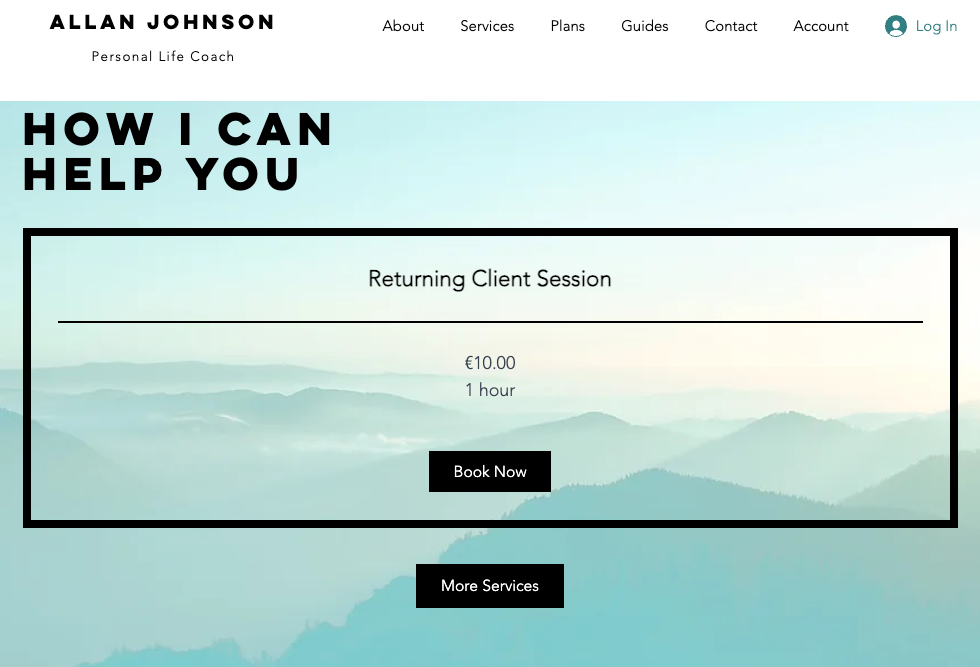 ALLAN JOHNSON
Personal Life Coach
About Services Plans Guides Contact Account Log In
HOW I CAN
HELP YOU
Returning Client Session
€10.00
1 hour
Book Now
More Services